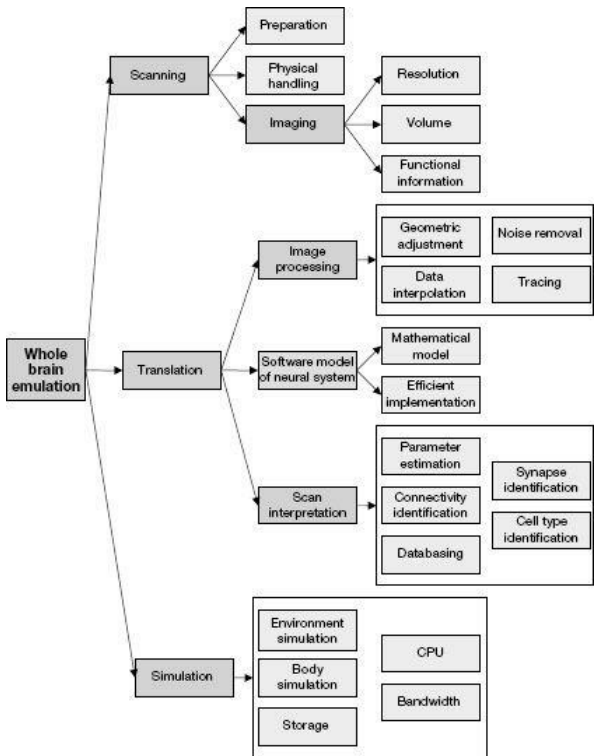 Preparation
Scanning
Physical
handling
Resolution
Imaging
Volume
Functional
information
Geometric
adjustment
Noise removal
Image
processing
Data
interpolation
Tracing
Whole
brain
emulation
Translation
Software model
of neural system
Mathematical
model
Efficient
implementation
Parameter
estimation
Synapse
identification
Scan
interpretation
Connectivity
identification
Cell type
identification
Databasing
Environment
simulation
CPU
Simulation
Body
simulation
Bandwidth
Storage